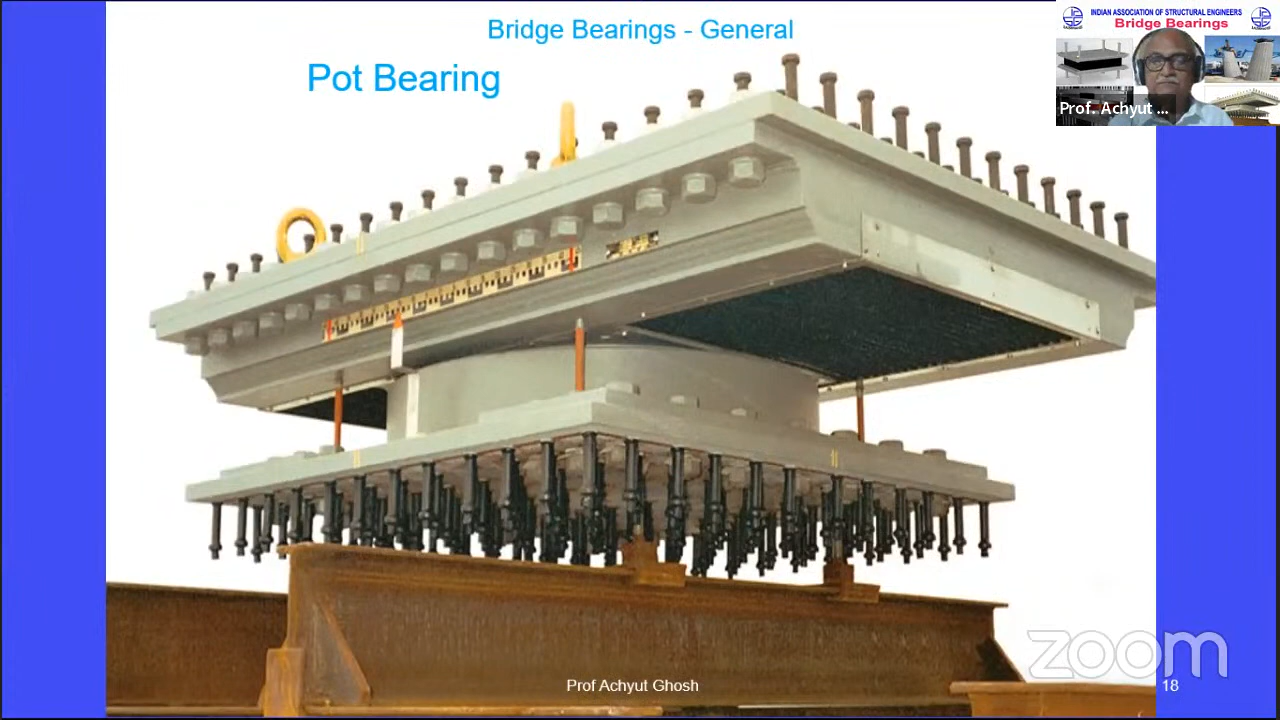 Bridge Bearings - General
Pot Bearing
INDIAN ASSOCIATION OF STRUCTURAL ENGINEERS
Bridge Bearings
Prof. Achyut ...
zoom
Prof Achyut Ghosh
18